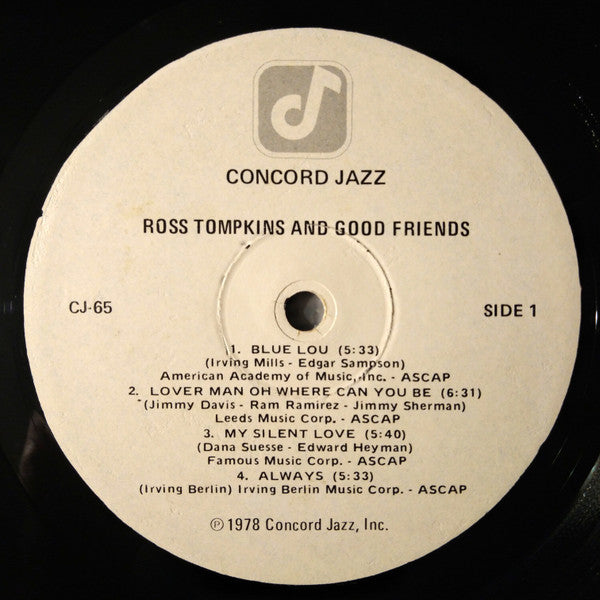 CONCORD JAZZ
ROSS TOMPKINS AND GOOD FRIENDS
CJ-65
SIDE 1
1. BLUE LOU (5:33)
(Irving Mills - Edgar Sampson)
American Academy of Music, Inc. - ASCAP
2. LOVER MAN OH WHERE CAN YOU BE (6:31)
(Jimmy Davis - Ram Ramirez - Jimmy Sherman)
Leeds Music Corp. - ASCAP
3. MY SILENT LOVE (5:40)
(Dana Suesse - Edward Heyman)
Famous Music Corp. - ASCAP
4. ALWAYS (5:33)
(Irving Berlin) Irving Berlin Music Corp. - ASCAP
℗ 1978 Concord Jazz, Inc.